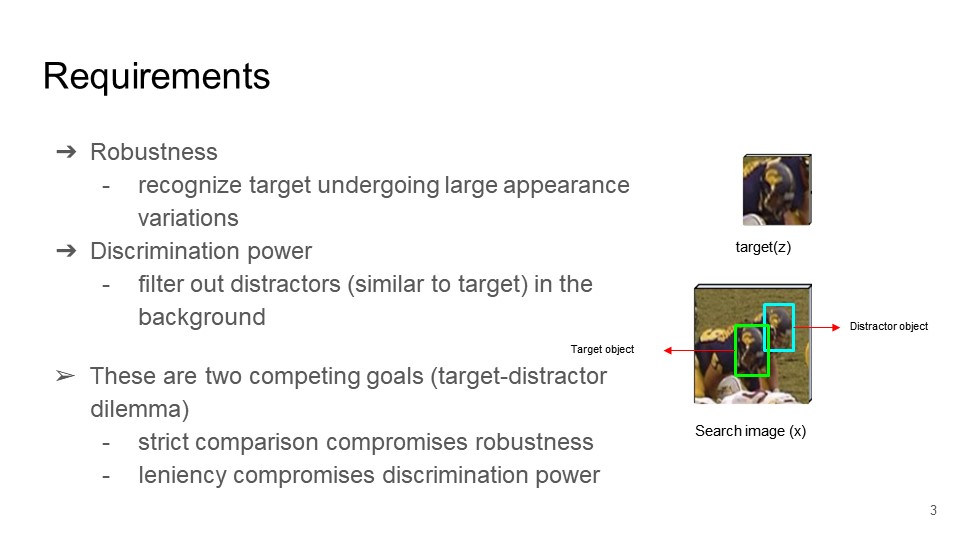 Requirements
➔ Robustness
- recognize target undergoing large appearance
variations
➔ Discrimination power
- filter out distractors (similar to target) in the
background
➢ These are two competing goals (target-distractor
dilemma)
- strict comparison compromises robustness
- leniency compromises discrimination power
target(z)
Distractor object
Target object
Search image (x)
3